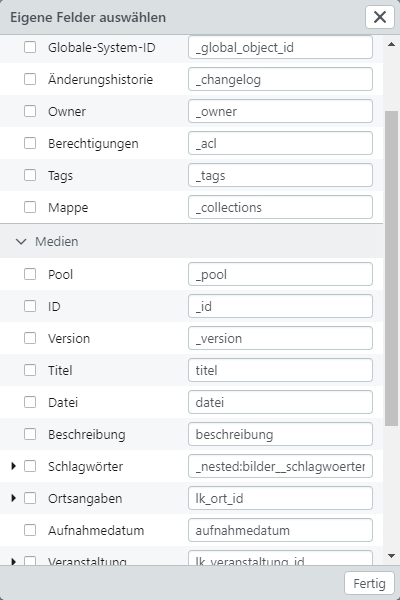 Eigene Felder auswählen
Globale-System-ID _global_object_id
Änderungshistorie _changelog
Owner _owner
Berechtigungen _acl
Tags _tags
Mappe _collections
Medien
Pool _pool
ID _id
Version _version
Titel titel
Datei datei
Beschreibung beschreibung
Schlagwörter _nested:bilder__schlagwoerter
Ortsangaben lk_ort_id
Aufnahmedatum aufnahmedatum
Veranstaltung lk_veranstaltung_id
Fertig